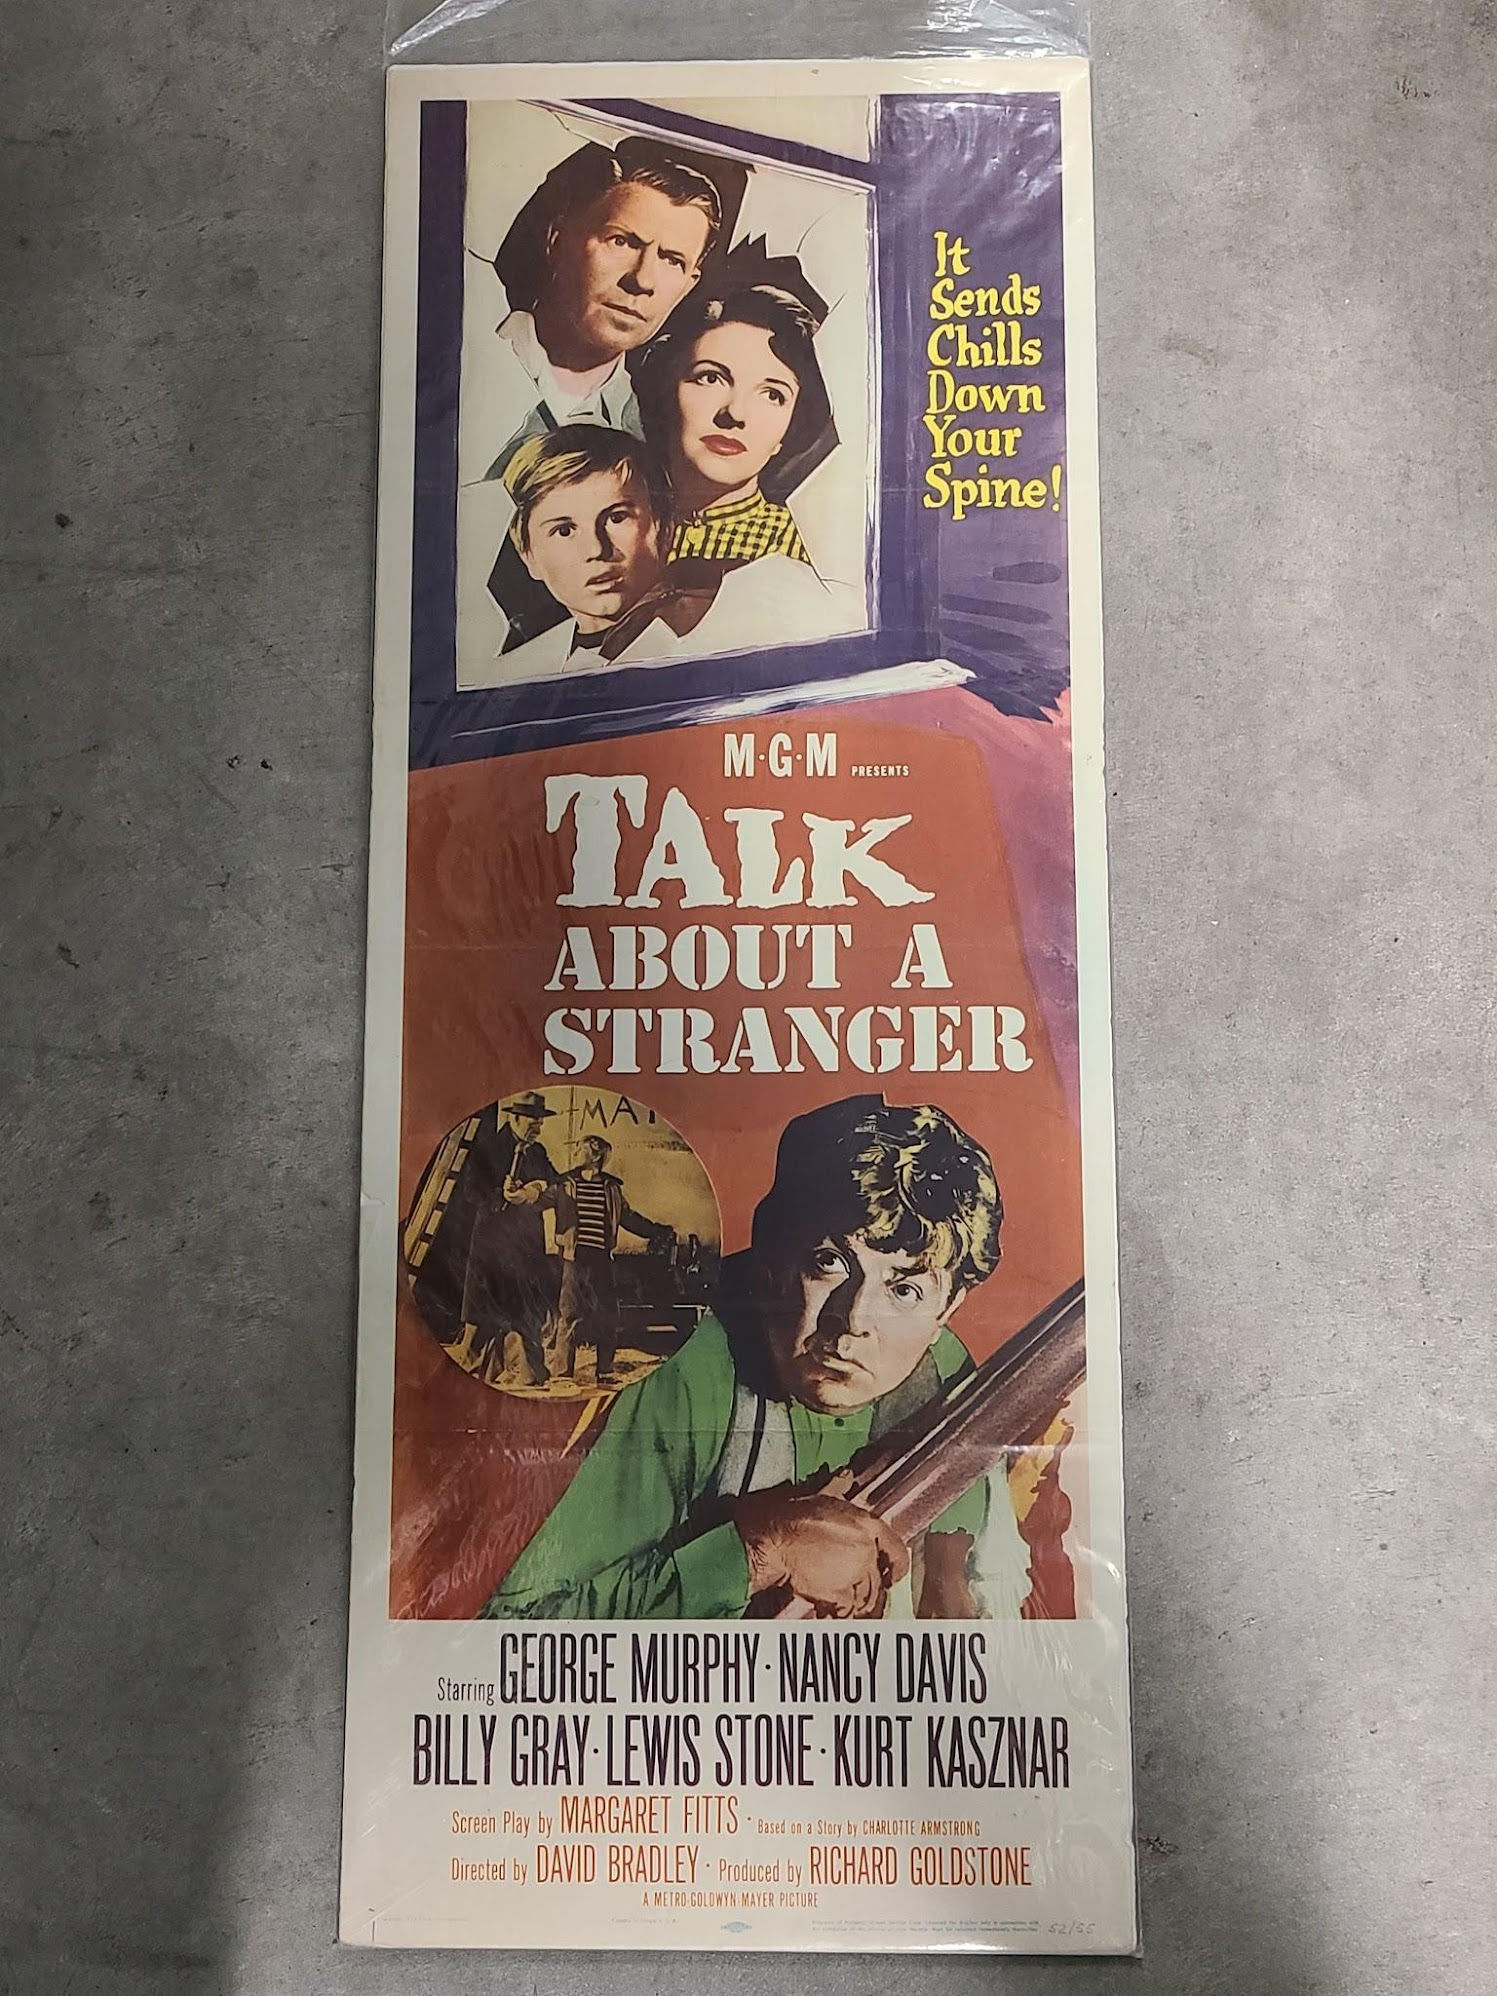 It
Sends
Chills
Down
Your
Spine!
M·G·M PRESENTS
TALK
ABOUT A
STRANGER
MA
Starring GEORGE MURPHY · NANCY DAVIS
BILLY GRAY · LEWIS STONE · KURT KASZNAR
Screen Play by MARGARET FITTS · Based on a Story by CHARLOTTE ARMSTRONG
Directed by DAVID BRADLEY · Produced by RICHARD GOLDSTONE
A METRO-GOLDWYN-MAYER PICTURE
52/55